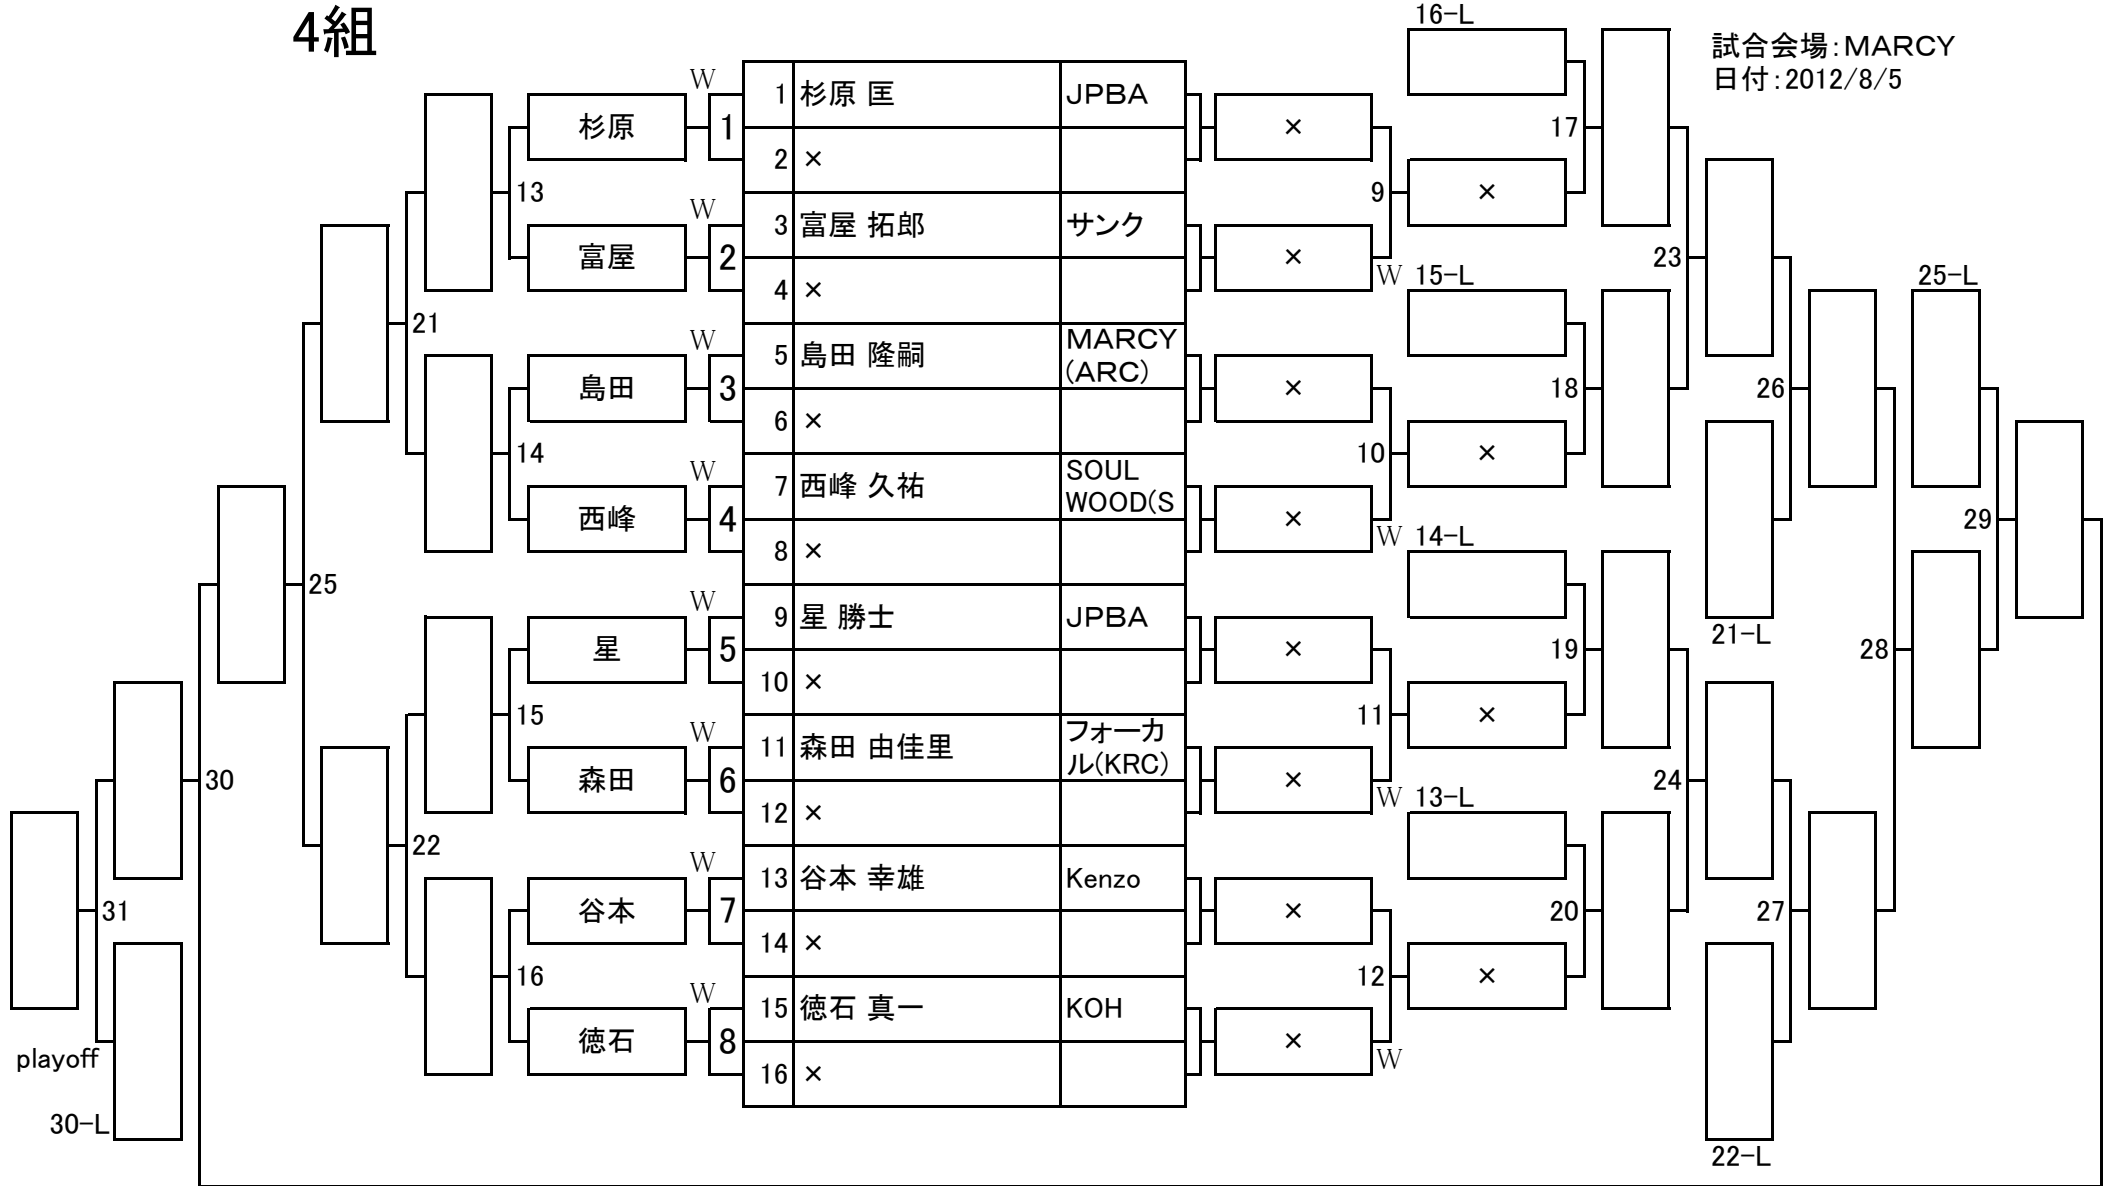 4組
試合会場:MARCY
日付:2012/8/5
1 杉原 匡 JPBA
2 ×
3 富屋 拓郎 サンク
4 ×
5 島田 隆嗣 MARCY
(ARC)
6 ×
7 西峰 久祐 SOUL
WOOD(S
8 ×
9 星 勝士 JPBA
10 ×
11 森田 由佳里 フォーカ
ル(KRC)
12 ×
13 谷本 幸雄 Kenzo
14 ×
15 徳石 真一 KOH
16 ×
W
杉原
1
13
W
富屋
2
21
W
島田
3
14
W
西峰
4
25
W
星
5
15
W
森田
6
30
22
W
谷本
7
31
16
W
徳石
8
playoff
30-L
×
9
×
W
×
10
×
W
×
11
×
W
×
12
×
W
16-L
17
×
23
15-L
18
×
26
14-L
19
×
21-L
24
13-L
20
×
27
22-L
28
25-L
29